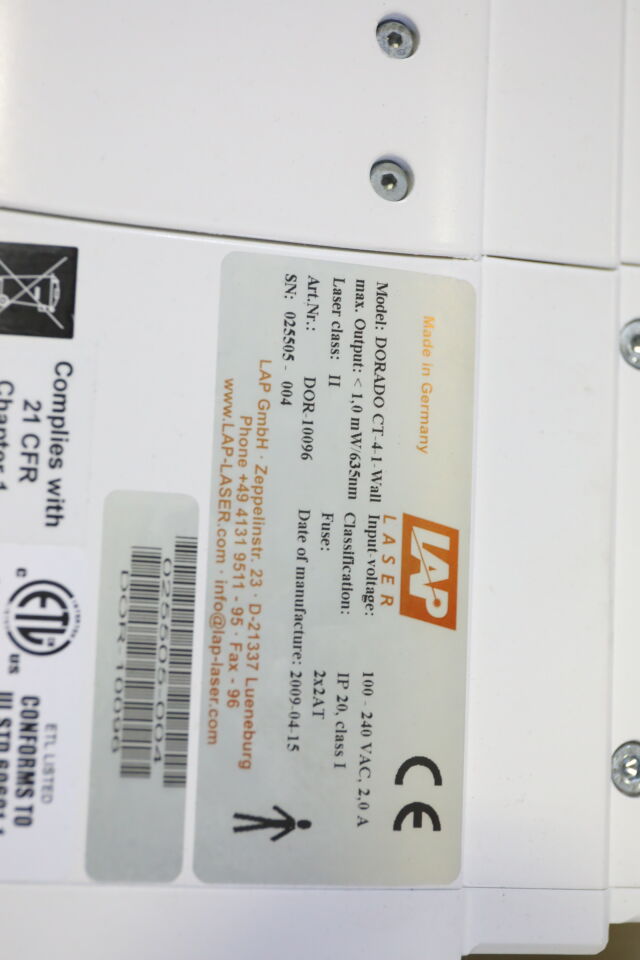 Made in Germany
LAP
LASER
CE
Model: DORADO CT-4-1-Wall
max. Output: < 1,0 mW/635nm
Laser class: II
Art.Nr.: DOR-10096
SN: 025505 - 004
Input-voltage: 100 - 240 VAC, 2,0 A
Classification: IP 20, class I
Fuse: 2x2AT
Date of manufacture: 2009-04-15
LAP GmbH · Zeppelinstr. 23 · D-21337 Lueneburg
Phone +49 4131 9511 - 95 · Fax - 96
www.LAP-LASER.com · info@lap-laser.com
025505-004
DOR-10096
Complies with
21 CFR
Chapter 1
c
ETL
us
ETL LISTED
CONFORMS TO